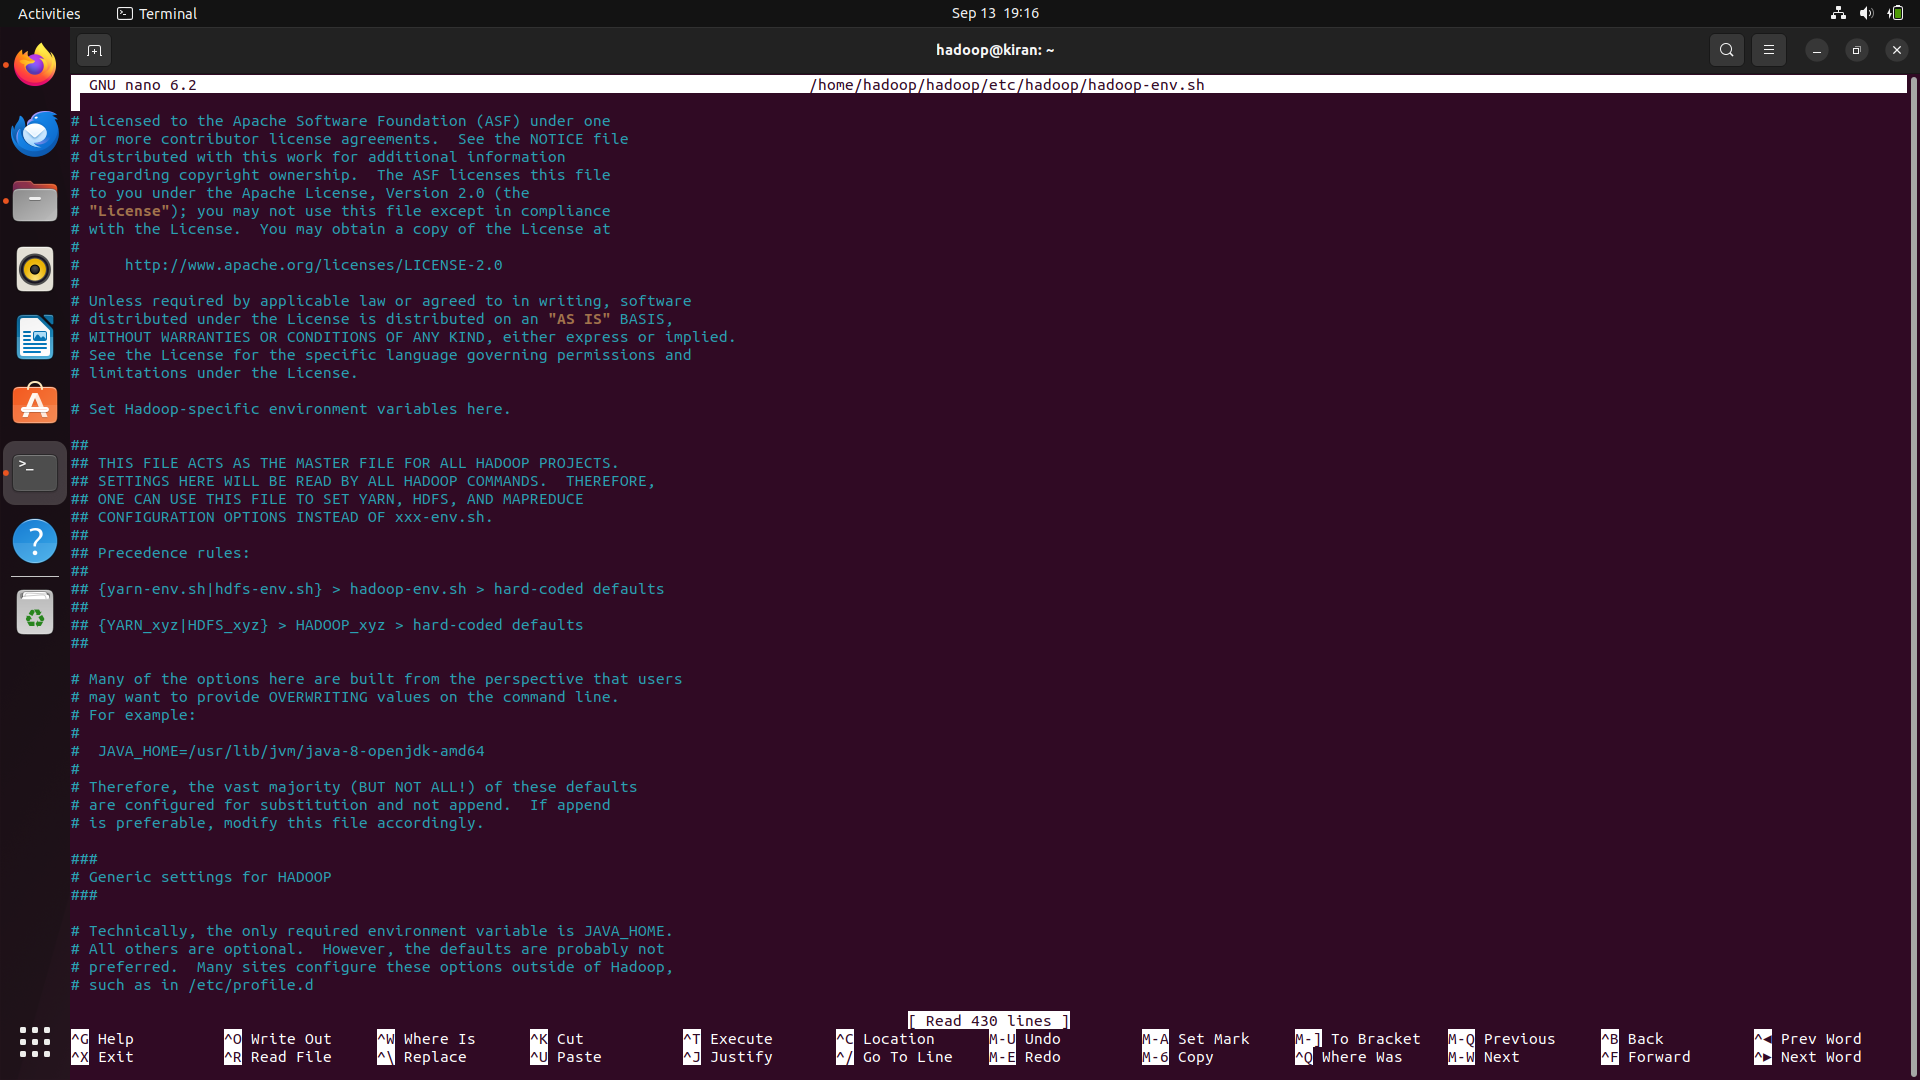 Activities Terminal Sep 13 19:16
hadoop@kiran: ~
GNU nano 6.2 /home/hadoop/hadoop/etc/hadoop/hadoop-env.sh
# Licensed to the Apache Software Foundation (ASF) under one
# or more contributor license agreements.  See the NOTICE file
# distributed with this work for additional information
# regarding copyright ownership.  The ASF licenses this file
# to you under the Apache License, Version 2.0 (the
# "License"); you may not use this file except in compliance
# with the License.  You may obtain a copy of the License at
#
#     http://www.apache.org/licenses/LICENSE-2.0
#
# Unless required by applicable law or agreed to in writing, software
# distributed under the License is distributed on an "AS IS" BASIS,
# WITHOUT WARRANTIES OR CONDITIONS OF ANY KIND, either express or implied.
# See the License for the specific language governing permissions and
# limitations under the License.
# Set Hadoop-specific environment variables here.
##
## THIS FILE ACTS AS THE MASTER FILE FOR ALL HADOOP PROJECTS.
## SETTINGS HERE WILL BE READ BY ALL HADOOP COMMANDS.  THEREFORE,
## ONE CAN USE THIS FILE TO SET YARN, HDFS, AND MAPREDUCE
## CONFIGURATION OPTIONS INSTEAD OF xxx-env.sh.
##
## Precedence rules:
##
## {yarn-env.sh|hdfs-env.sh} > hadoop-env.sh > hard-coded defaults
##
## {YARN_xyz|HDFS_xyz} > HADOOP_xyz > hard-coded defaults
##
# Many of the options here are built from the perspective that users
# may want to provide OVERWRITING values on the command line.
# For example:
#
#  JAVA_HOME=/usr/lib/jvm/java-8-openjdk-amd64
#
# Therefore, the vast majority (BUT NOT ALL!) of these defaults
# are configured for substitution and not append.  If append
# is preferable, modify this file accordingly.
###
# Generic settings for HADOOP
###
# Technically, the only required environment variable is JAVA_HOME.
# All others are optional.  However, the defaults are probably not
# preferred.  Many sites configure these options outside of Hadoop,
# such as in /etc/profile.d
[ Read 430 lines ]
^G Help ^O Write Out ^W Where Is ^K Cut ^T Execute ^C Location M-U Undo M-A Set Mark M-] To Bracket M-Q Previous ^B Back ^◀ Prev Word
^X Exit ^R Read File ^\ Replace ^U Paste ^J Justify ^/ Go To Line M-E Redo M-6 Copy ^Q Where Was M-W Next ^F Forward ^▶ Next Word